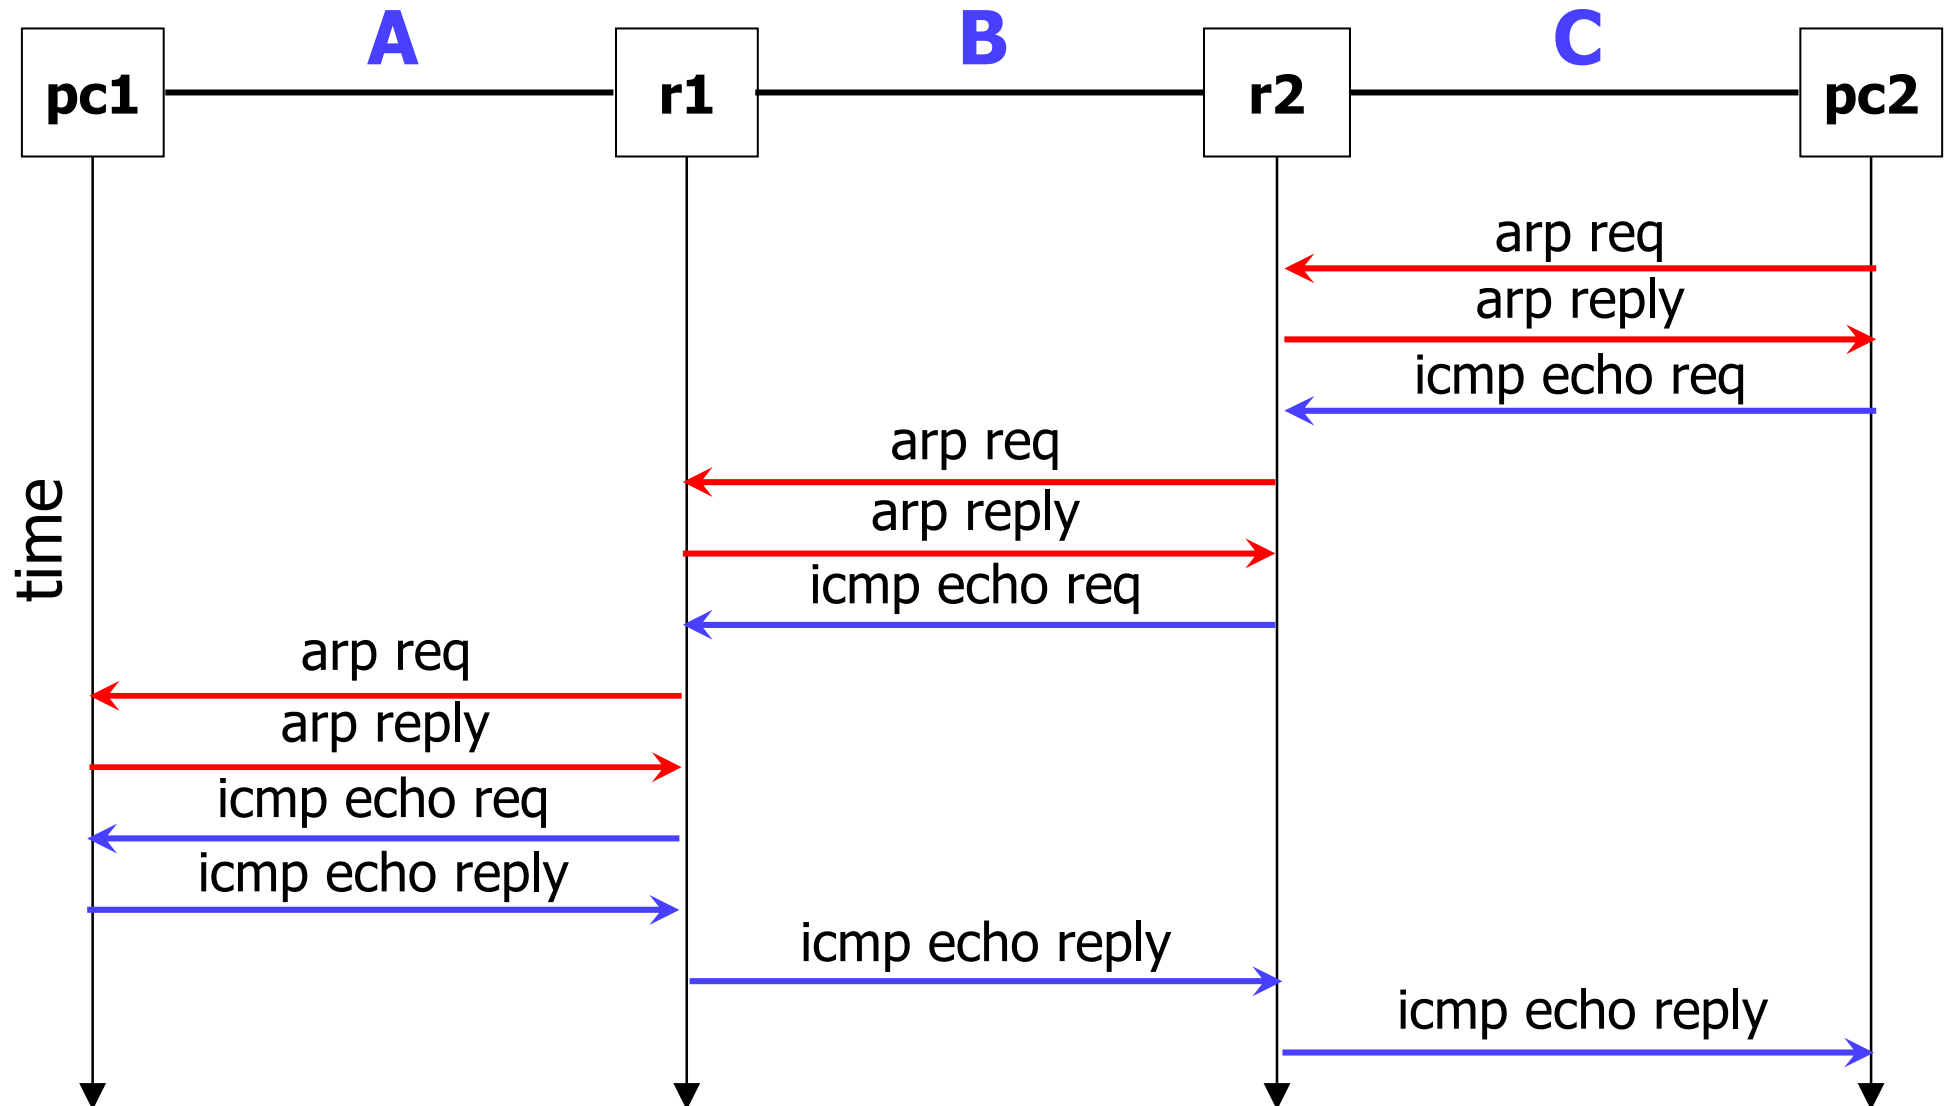 A
B
C
pc1
r1
r2
pc2
arp req
arp reply
icmp echo req
arp req
arp reply
icmp echo req
time
arp req
arp reply
icmp echo req
icmp echo reply
icmp echo reply
icmp echo reply